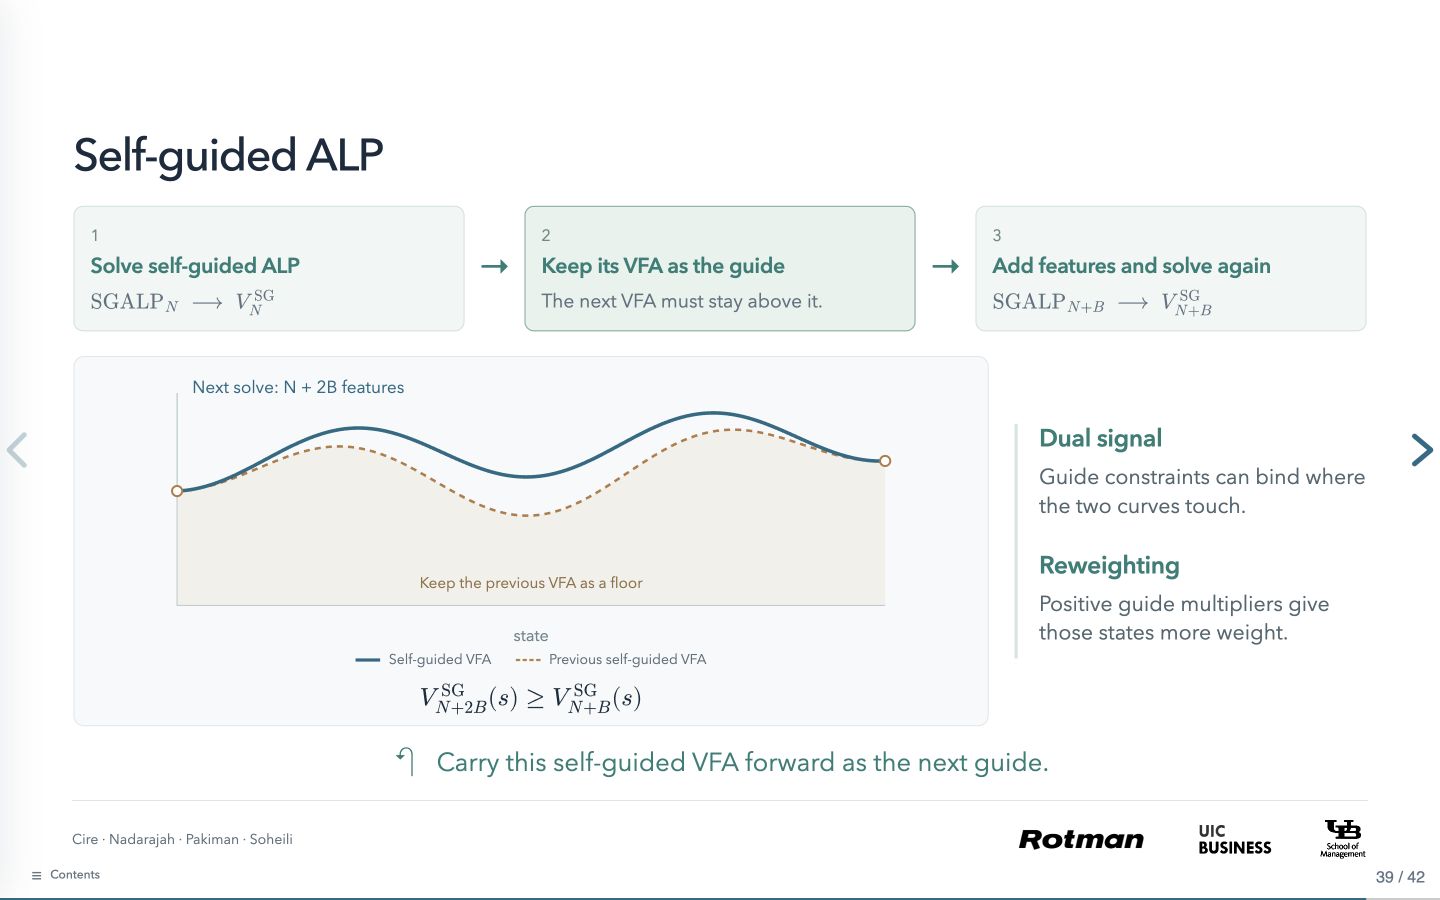 Self-guided ALP
1
Solve self-guided ALP
SGALP_N ⟶ V_N^SG
2
Keep its VFA as the guide
The next VFA must stay above it.
3
Add features and solve again
SGALP_{N+B} ⟶ V_{N+B}^SG
Next solve: N + 2B features
Keep the previous VFA as a floor
state
Self-guided VFA
Previous self-guided VFA
V_{N+2B}^SG(s) ≥ V_{N+B}^SG(s)
Dual signal
Guide constraints can bind where
the two curves touch.
Reweighting
Positive guide multipliers give
those states more weight.
Carry this self-guided VFA forward as the next guide.
Cire · Nadarajah · Pakiman · Soheili
Rotman
UIC
BUSINESS
UB
School of
Management
Contents
39 / 42